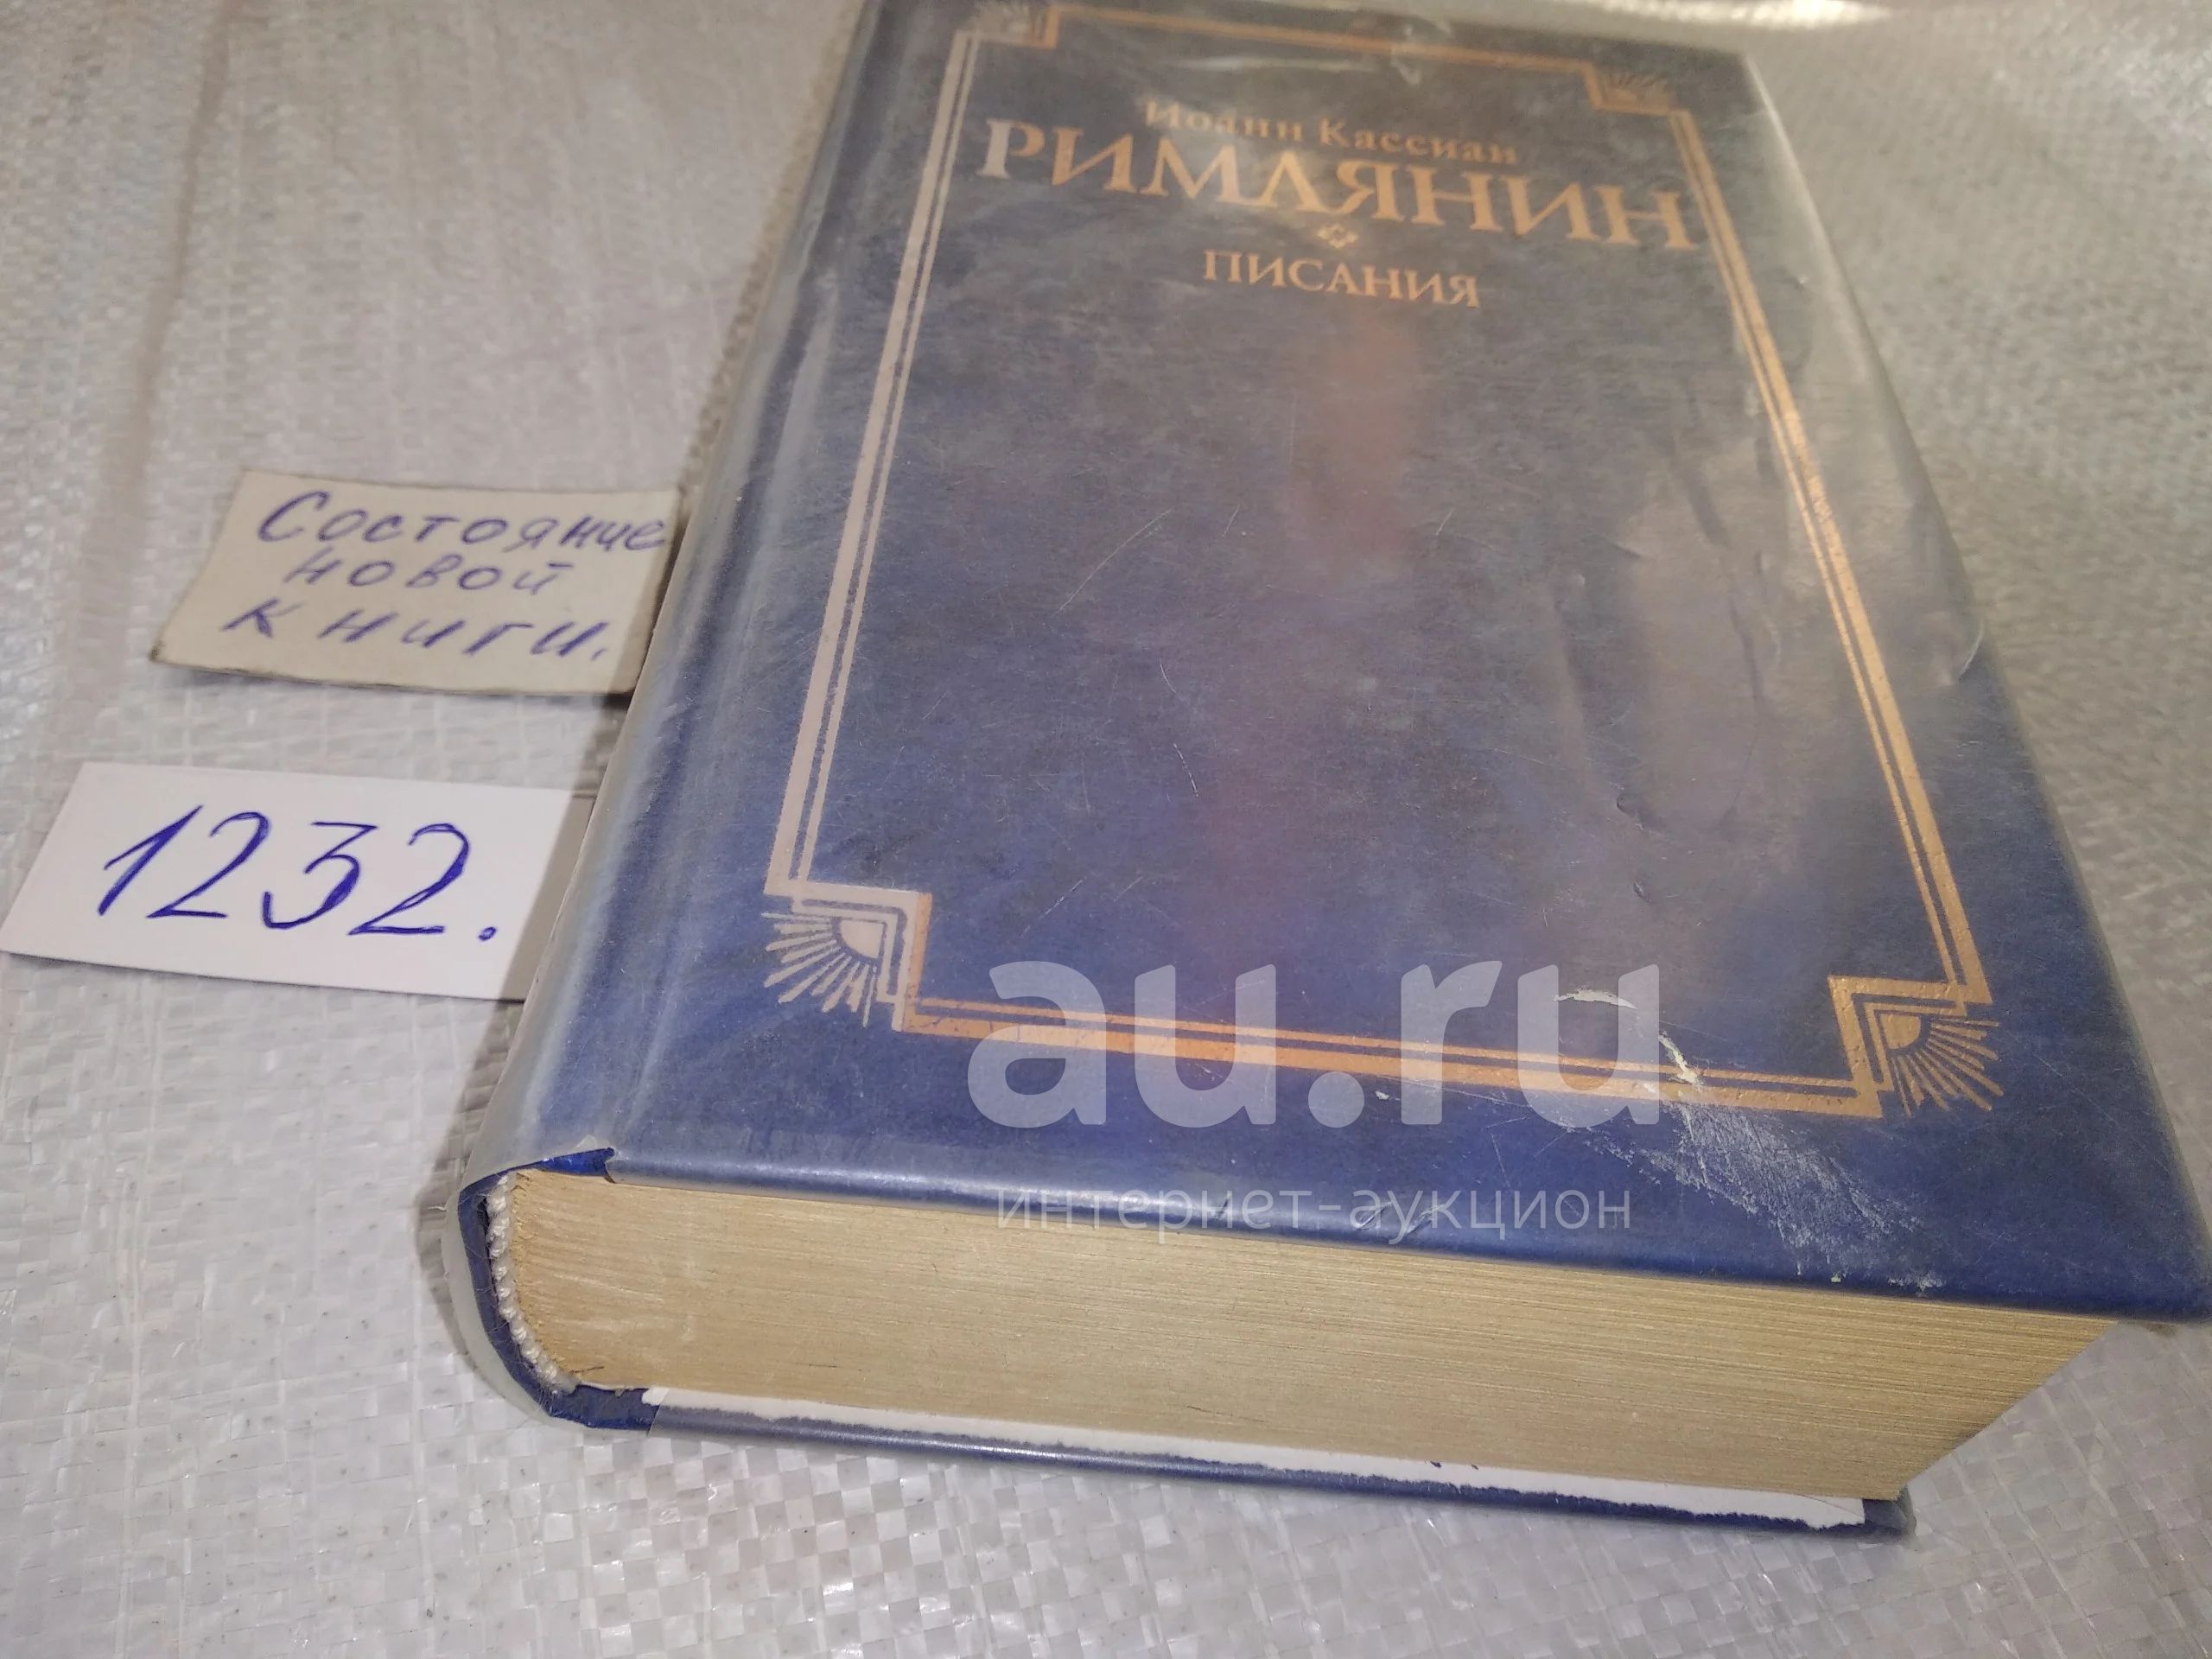 Иоанн Кассиан
РИМЛЯНИН
ПИСАНИЯ
Состояние
новой
книги.
1232.
au.ru
интернет-аукцион